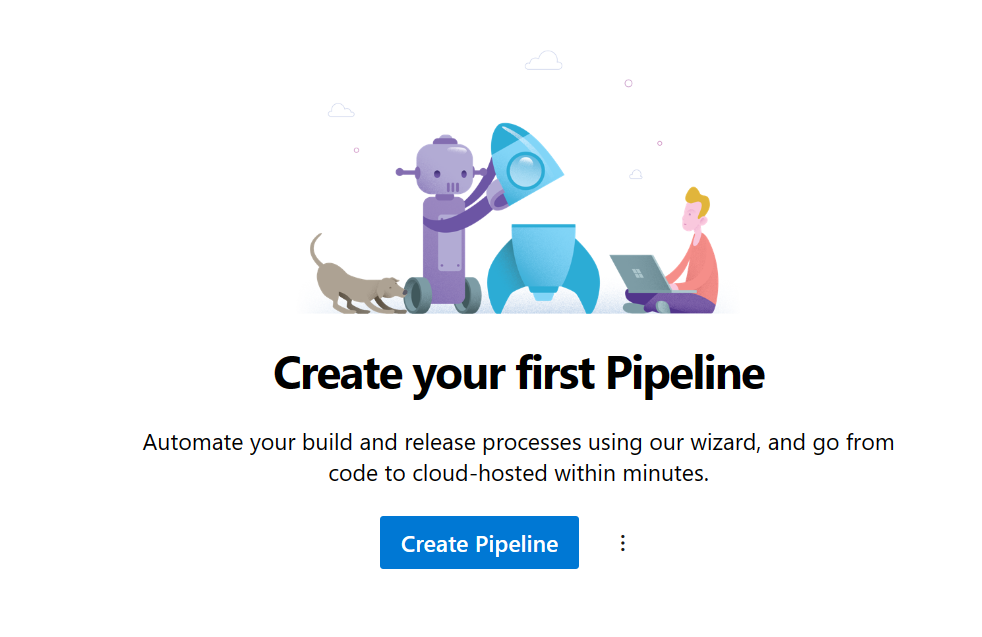 Create your first Pipeline
Automate your build and release processes using our wizard, and go from
code to cloud-hosted within minutes.
Create Pipeline